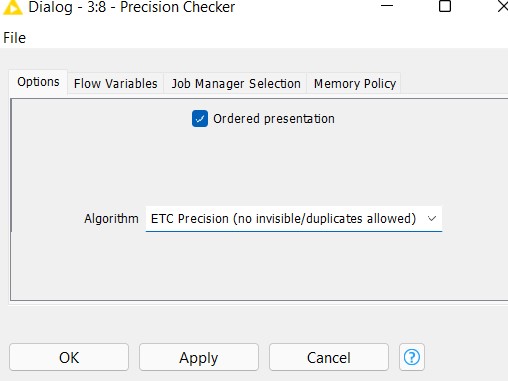 Dialog - 3:8 - Precision Checker
File
Options Flow Variables Job Manager Selection Memory Policy
Ordered presentation
Algorithm ETC Precision (no invisible/duplicates allowed)
OK Apply Cancel ?